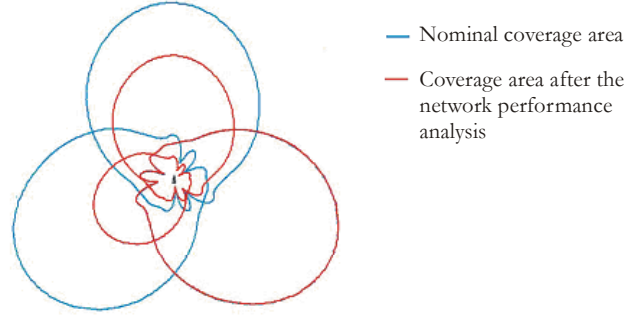 Nominal coverage area
Coverage area after the
network performance
analysis